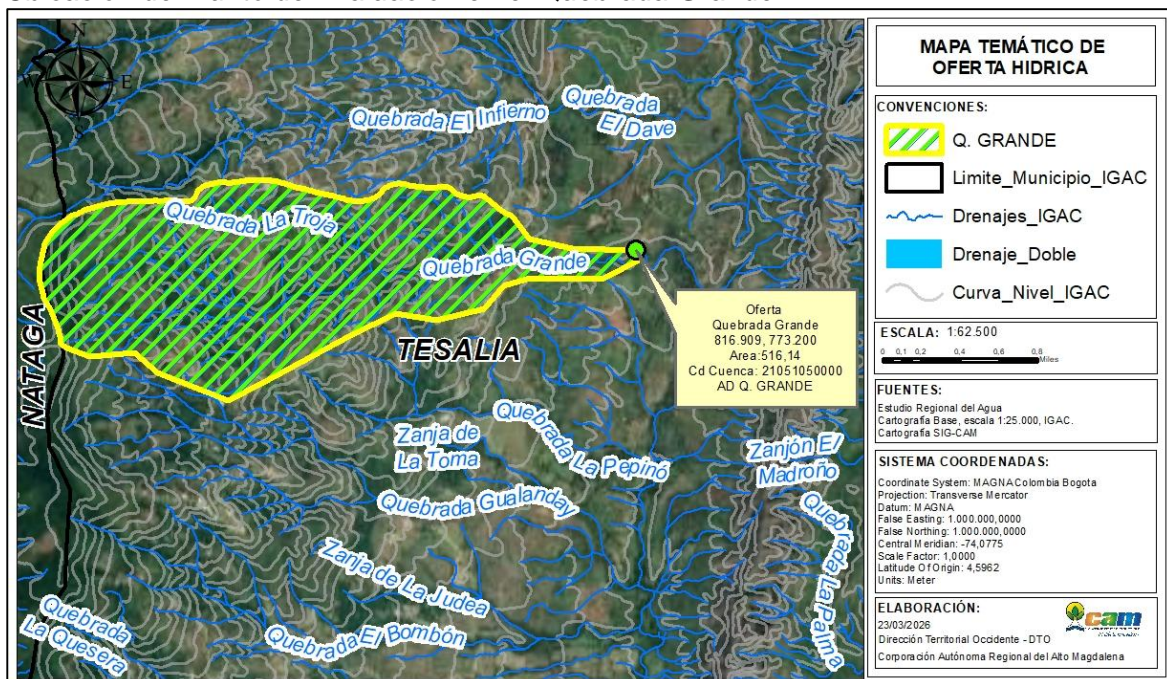 MAPA TEMÁTICO DE
OFERTA HIDRICA
CONVENCIONES:
Q. GRANDE
Limite_Municipio_IGAC
Drenajes_IGAC
Drenaje_Doble
Curva_Nivel_IGAC
ESCALA: 1:62.500
0 0,1 0,2 0,4 0,6 0,8
Miles
FUENTES:
Estudio Regional del Agua
Cartografía Base, escala 1:25.000, IGAC.
Cartografía SIG-CAM
SISTEMA COORDENADAS:
Coordinate System: MAGNA Colombia Bogota
Projection: Transverse Mercator
Datum: MAGNA
False Easting: 1.000.000,0000
False Northing: 1.000.000,0000
Central Meridian: -74,0775
Scale Factor: 1,0000
Latitude Of Origin: 4,5962
Units: Meter
ELABORACIÓN:
23/03/2026
Dirección Territorial Occidente - DTO
Corporación Autónoma Regional del Alto Magdalena
cam
N
W
E
S
Quebrada El Infierno
Quebrada
El Dave
Quebrada La Troja
Quebrada Grande
NATAGA
TESALIA
Oferta
Quebrada Grande
816.909, 773.200
Area:516,14
Cd Cuenca: 21051050000
AD Q. GRANDE
Zanja de
La Toma
Quebrada La Pepinó
Zanjón El
Madroño
Quebrada Gualanday
Quebrada La Palma
Zanja de La Judea
Quebrada El Bombón
Quebrada
La Quesera